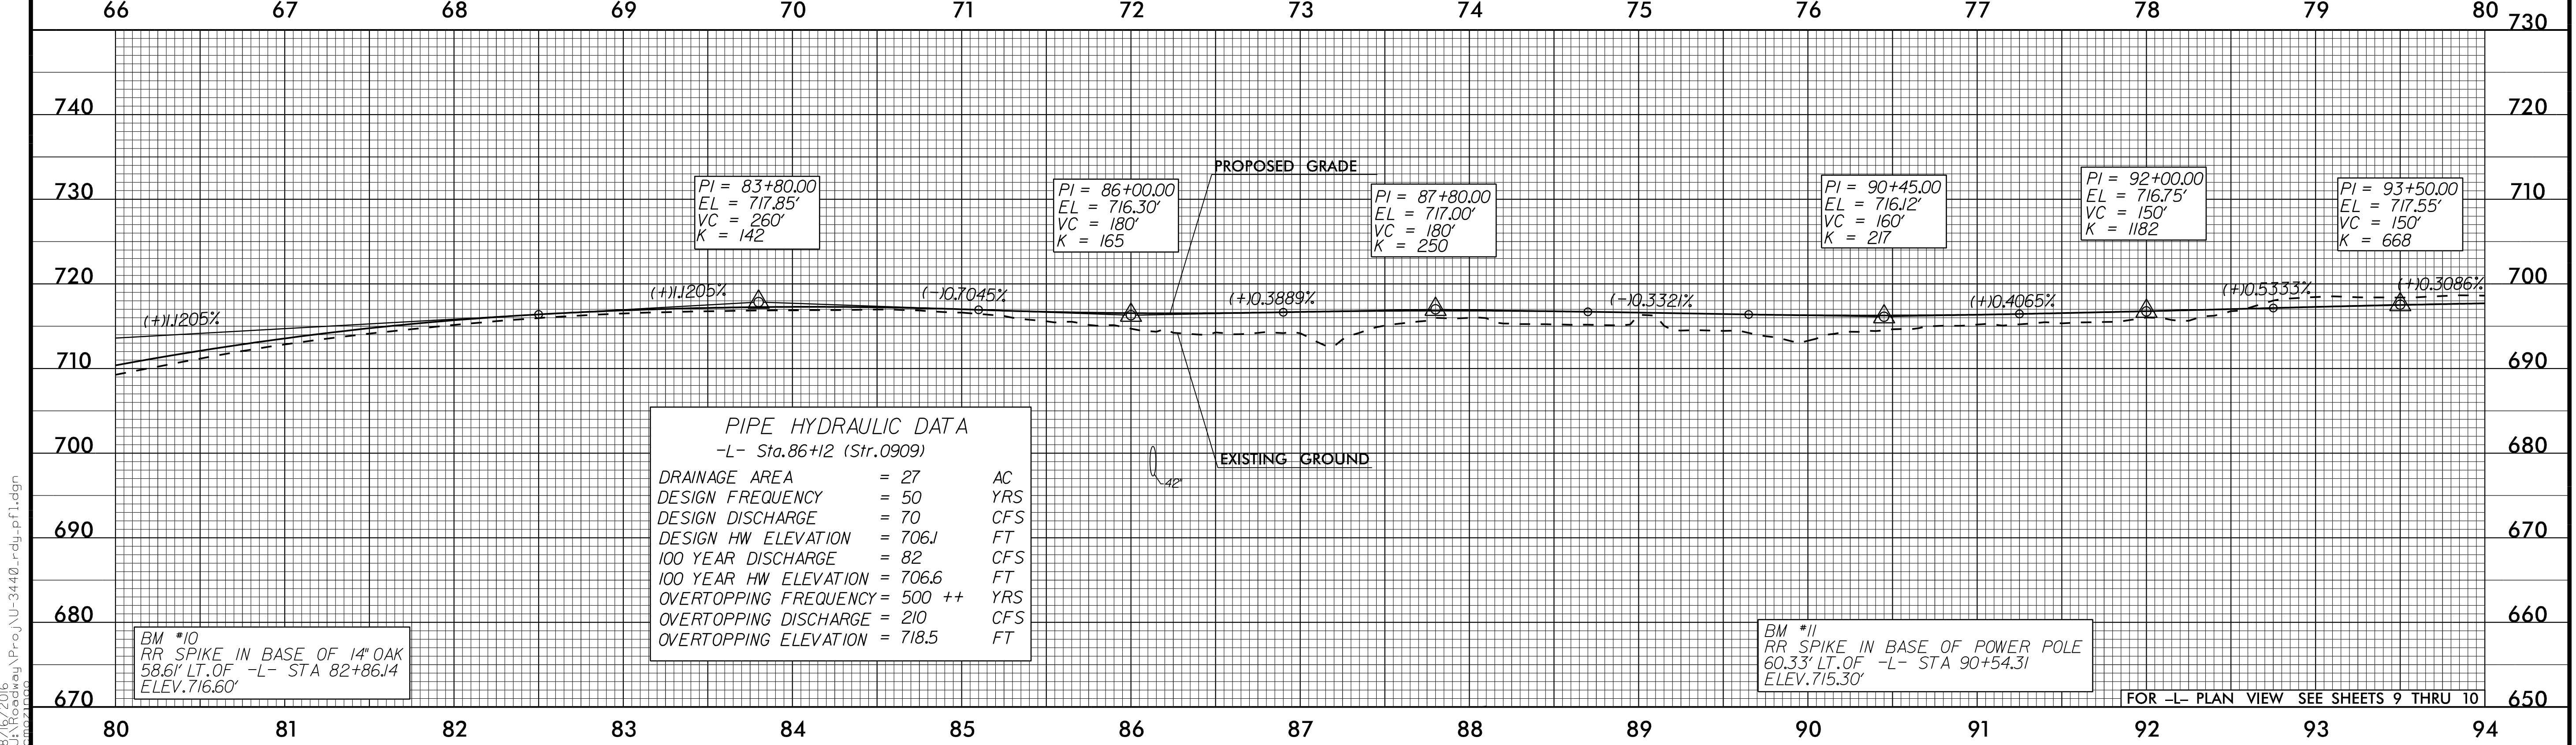 66 67 68 69 70 71 72 73 74 75 76 77 78 79 80
730
740 720
730 710
720 700
710 690
700 680
690 670
680 660
670 650
PROPOSED GRADE
PI = 83+80.00
EL = 717.85'
VC = 260'
K = 142
PI = 86+00.00
EL = 716.30'
VC = 180'
K = 165
PI = 87+80.00
EL = 717.00'
VC = 180'
K = 250
PI = 90+45.00
EL = 716.12'
VC = 160'
K = 217
PI = 92+00.00
EL = 716.75'
VC = 150'
K = 1182
PI = 93+50.00
EL = 717.55'
VC = 150'
K = 668
(+)1.1205%
(+)1.1205%
(-)0.7045%
(+)0.3889%
(-)0.3321%
(+)0.4065%
(+)0.5333%
(+)0.3086%
EXISTING GROUND
42"
PIPE HYDRAULIC DATA
-L- Sta.86+12 (Str.0909)
DRAINAGE AREA = 27 AC
DESIGN FREQUENCY = 50 YRS
DESIGN DISCHARGE = 70 CFS
DESIGN HW ELEVATION = 706.1 FT
100 YEAR DISCHARGE = 82 CFS
100 YEAR HW ELEVATION = 706.6 FT
OVERTOPPING FREQUENCY = 500 ++ YRS
OVERTOPPING DISCHARGE = 210 CFS
OVERTOPPING ELEVATION = 718.5 FT
BM #10
RR SPIKE IN BASE OF 14" OAK
58.61' LT.OF -L- STA 82+86.14
ELEV.716.60'
BM #11
RR SPIKE IN BASE OF POWER POLE
60.33' LT.OF -L- STA 90+54.31
ELEV.715.30'
FOR -L- PLAN VIEW SEE SHEETS 9 THRU 10
80 81 82 83 84 85 86 87 88 89 90 91 92 93 94
8/16/2016
U:\Roadway\Proj\U-3440_rdy_pfl.dgn